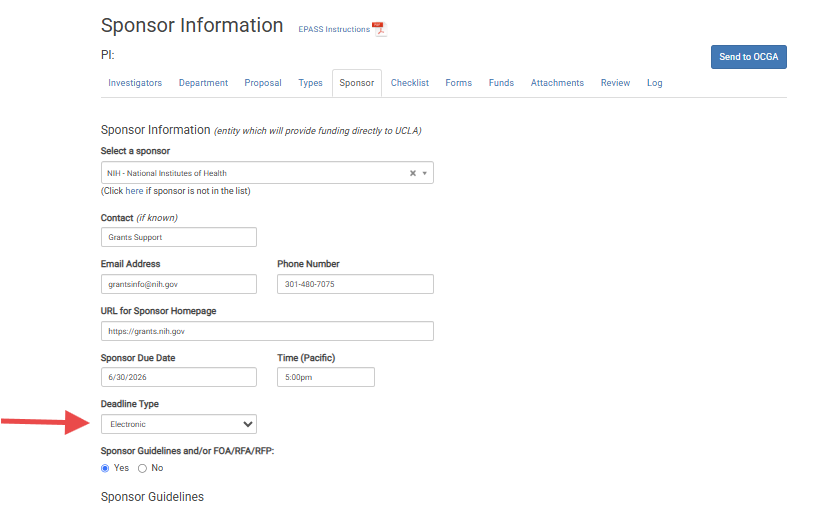 Sponsor Information EPASS Instructions
PI:
Send to OCGA
Investigators Department Proposal Types Sponsor Checklist Forms Funds Attachments Review Log
Sponsor Information (entity which will provide funding directly to UCLA)
Select a sponsor
NIH - National Institutes of Health
(Click here if sponsor is not in the list)
Contact (if known)
Grants Support
Email Address Phone Number
grantsinfo@nih.gov 301-480-7075
URL for Sponsor Homepage
https://grants.nih.gov
Sponsor Due Date Time (Pacific)
6/30/2026 5:00pm
Deadline Type
Electronic
Sponsor Guidelines and/or FOA/RFA/RFP:
Yes No
Sponsor Guidelines